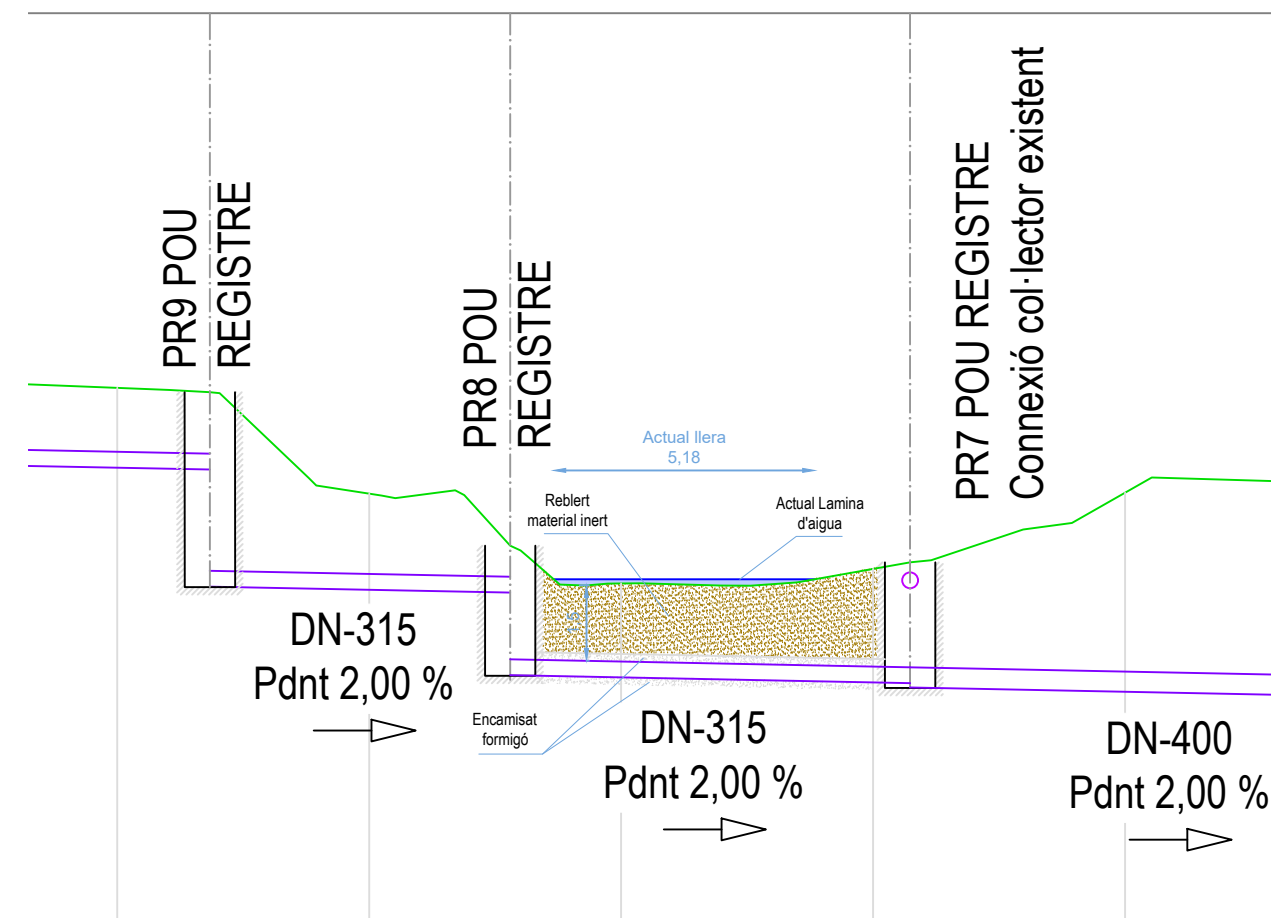 PR9 POU
REGISTRE
PR8 POU
REGISTRE
PR7 POU REGISTRE
Connexió col·lector existent
Actual llera
5,18
Reblert
material inert
Actual Lamina
d'aigua
DN-315
Pdnt 2,00 %
Encamisat
formigó
DN-315
Pdnt 2,00 %
DN-400
Pdnt 2,00 %